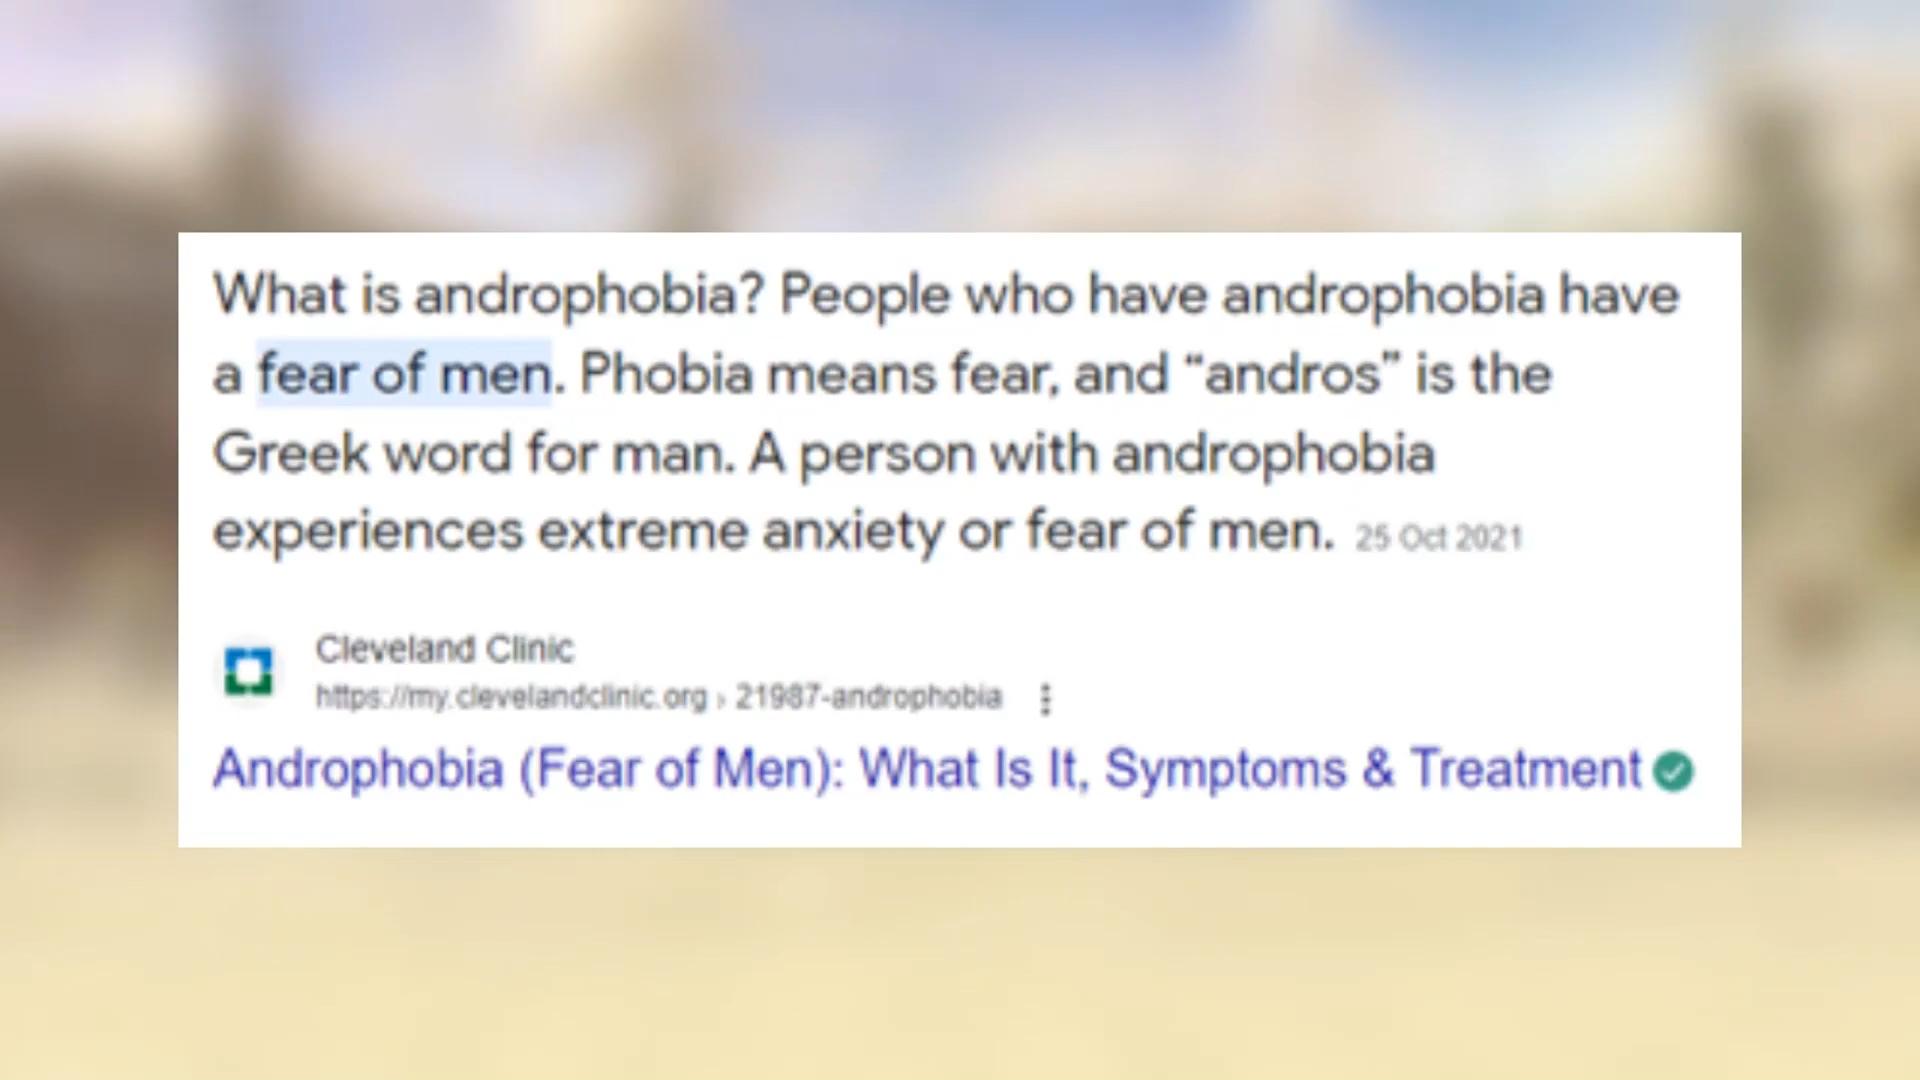 What is androphobia? People who have androphobia have
a fear of men. Phobia means fear, and “andros” is the
Greek word for man. A person with androphobia
experiences extreme anxiety or fear of men. 25 Oct 2021
Cleveland Clinic
https://my.clevelandclinic.org › 21987-androphobia
Androphobia (Fear of Men): What Is It, Symptoms & Treatment